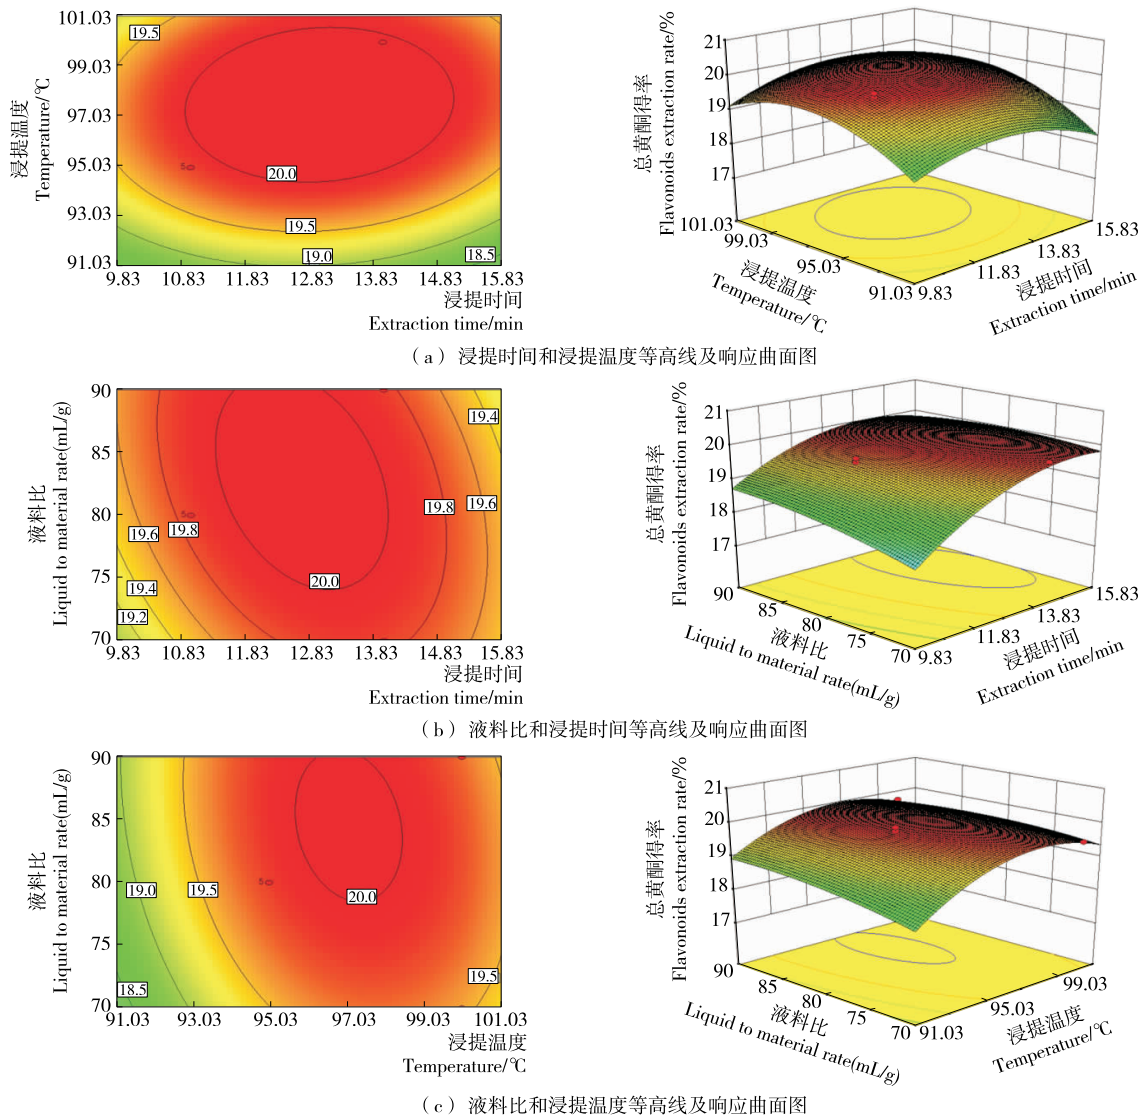 101.03
99.03
97.03
95.03
93.03
91.03
浸提温度
Temperature/℃
19.5
5
20.0
19.5
19.0
18.5
9.83 10.83 11.83 12.83 13.83 14.83 15.83
浸提时间
Extraction time/min
总黄酮得率
Flavonoids extraction rate/%
21
20
19
18
17
101.03
99.03
95.03
91.03
浸提温度
Temperature/℃
9.83
11.83
13.83
15.83
浸提时间
Extraction time/min
（a）浸提时间和浸提温度等高线及响应曲面图
90
85
80
75
70
液料比
Liquid to material rate(mL/g)
19.4
19.6
19.8
5
19.8
19.6
20.0
19.4
19.2
9.83 10.83 11.83 12.83 13.83 14.83 15.83
浸提时间
Extraction time/min
总黄酮得率
Flavonoids extraction rate/%
21
20
19
18
17
90
85
80
75
70
液料比
Liquid to material rate(mL/g)
9.83
11.83
13.83
15.83
浸提时间
Extraction time/min
（b）液料比和浸提时间等高线及响应曲面图
90
85
80
75
70
液料比
Liquid to material rate(mL/g)
5
19.0
19.5
20.0
19.5
18.5
91.03 93.03 95.03 97.03 99.03 101.03
浸提温度
Temperature/℃
总黄酮得率
Flavonoids extraction rate/%
21
20
19
18
17
90
85
80
75
70
液料比
Liquid to material rate(mL/g)
91.03
95.03
99.03
浸提温度
Temperature/℃
（c）液料比和浸提温度等高线及响应曲面图